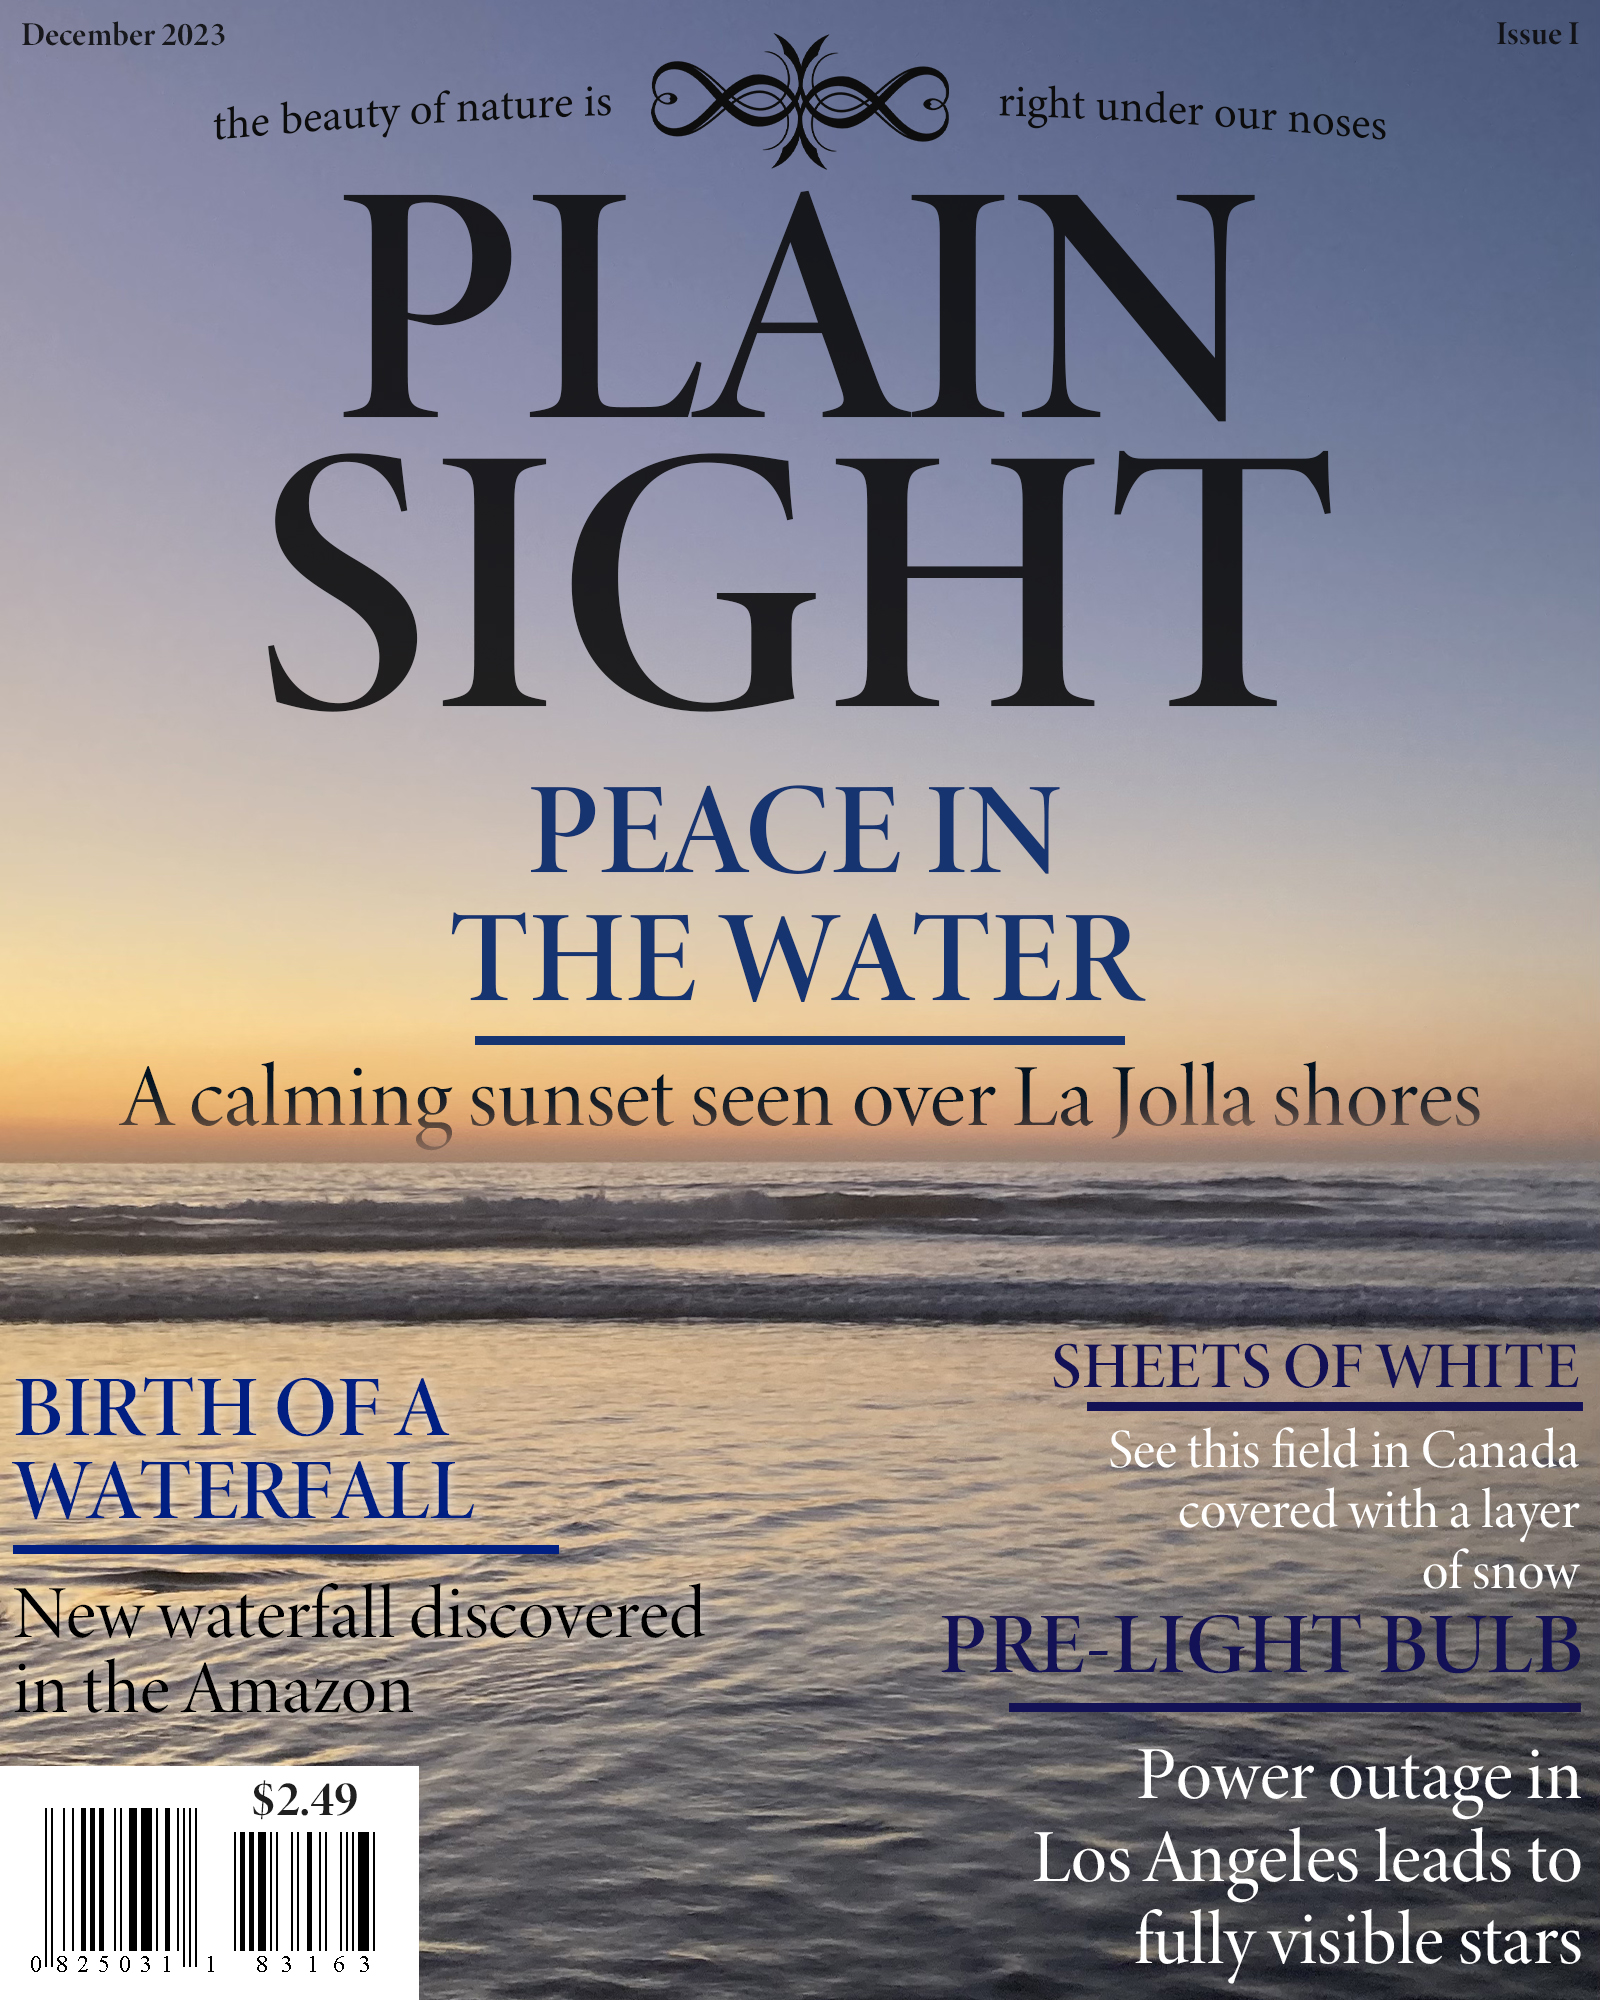 December 2023
Issue I
the beauty of nature is right under our noses
PLAIN
SIGHT
PEACE IN
THE WATER
A calming sunset seen over La Jolla shores
BIRTH OF A
WATERFALL
New waterfall discovered
in the Amazon
SHEETS OF WHITE
See this field in Canada
covered with a layer
of snow
PRE-LIGHT BULB
Power outage in
Los Angeles leads to
fully visible stars
$2.49
0 825031 1 83163